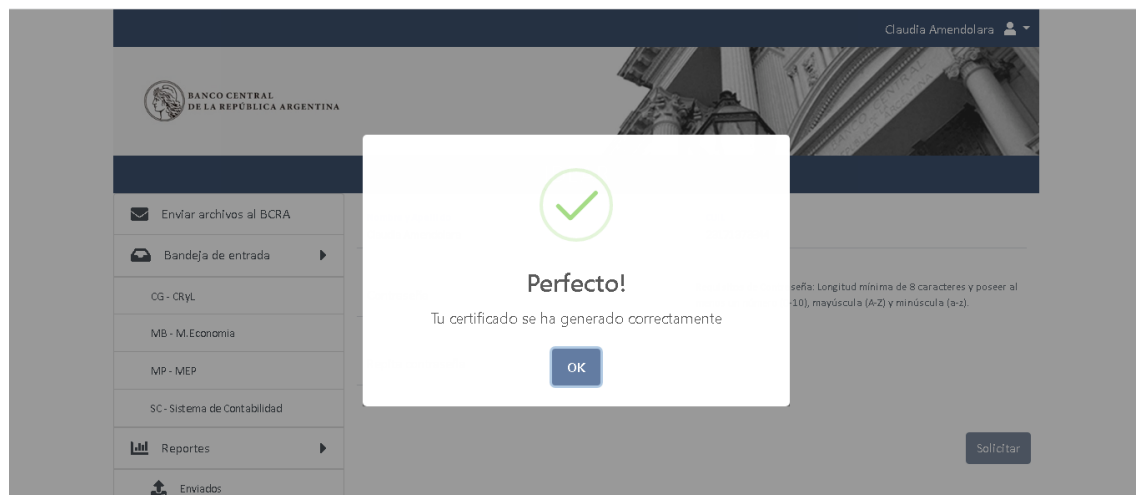 Claudia Amendolara
BANCO CENTRAL
DE LA REPÚBLICA ARGENTINA
Enviar archivos al BCRA
Bandeja de entrada
CG - CRyL
MB - M.Economia
MP - MEP
SC - Sistema de Contabilidad
Reportes
Enviados
Perfecto!
Tu certificado se ha generado correctamente
OK
seña: Longitud mínima de 8 caracteres y poseer al
-10), mayúscula (A-Z) y minúscula (a-z).
Solicitar